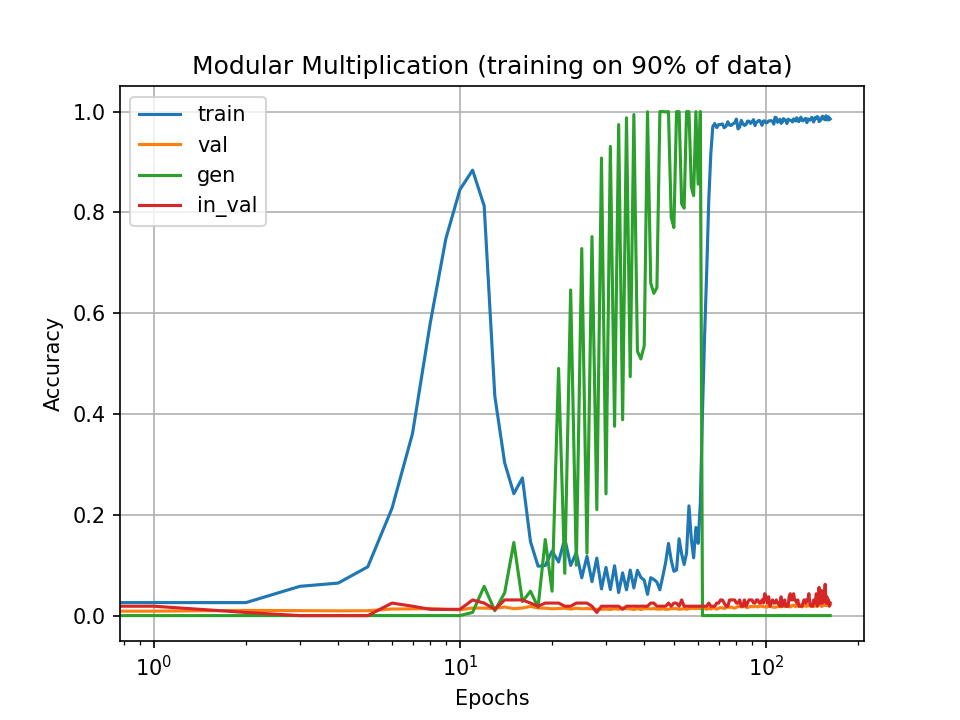 Modular Multiplication (training on 90% of data)
train
val
gen
in_val
1.0
0.8
0.6
0.4
0.2
0.0
Accuracy
10⁰ 10¹ 10²
Epochs